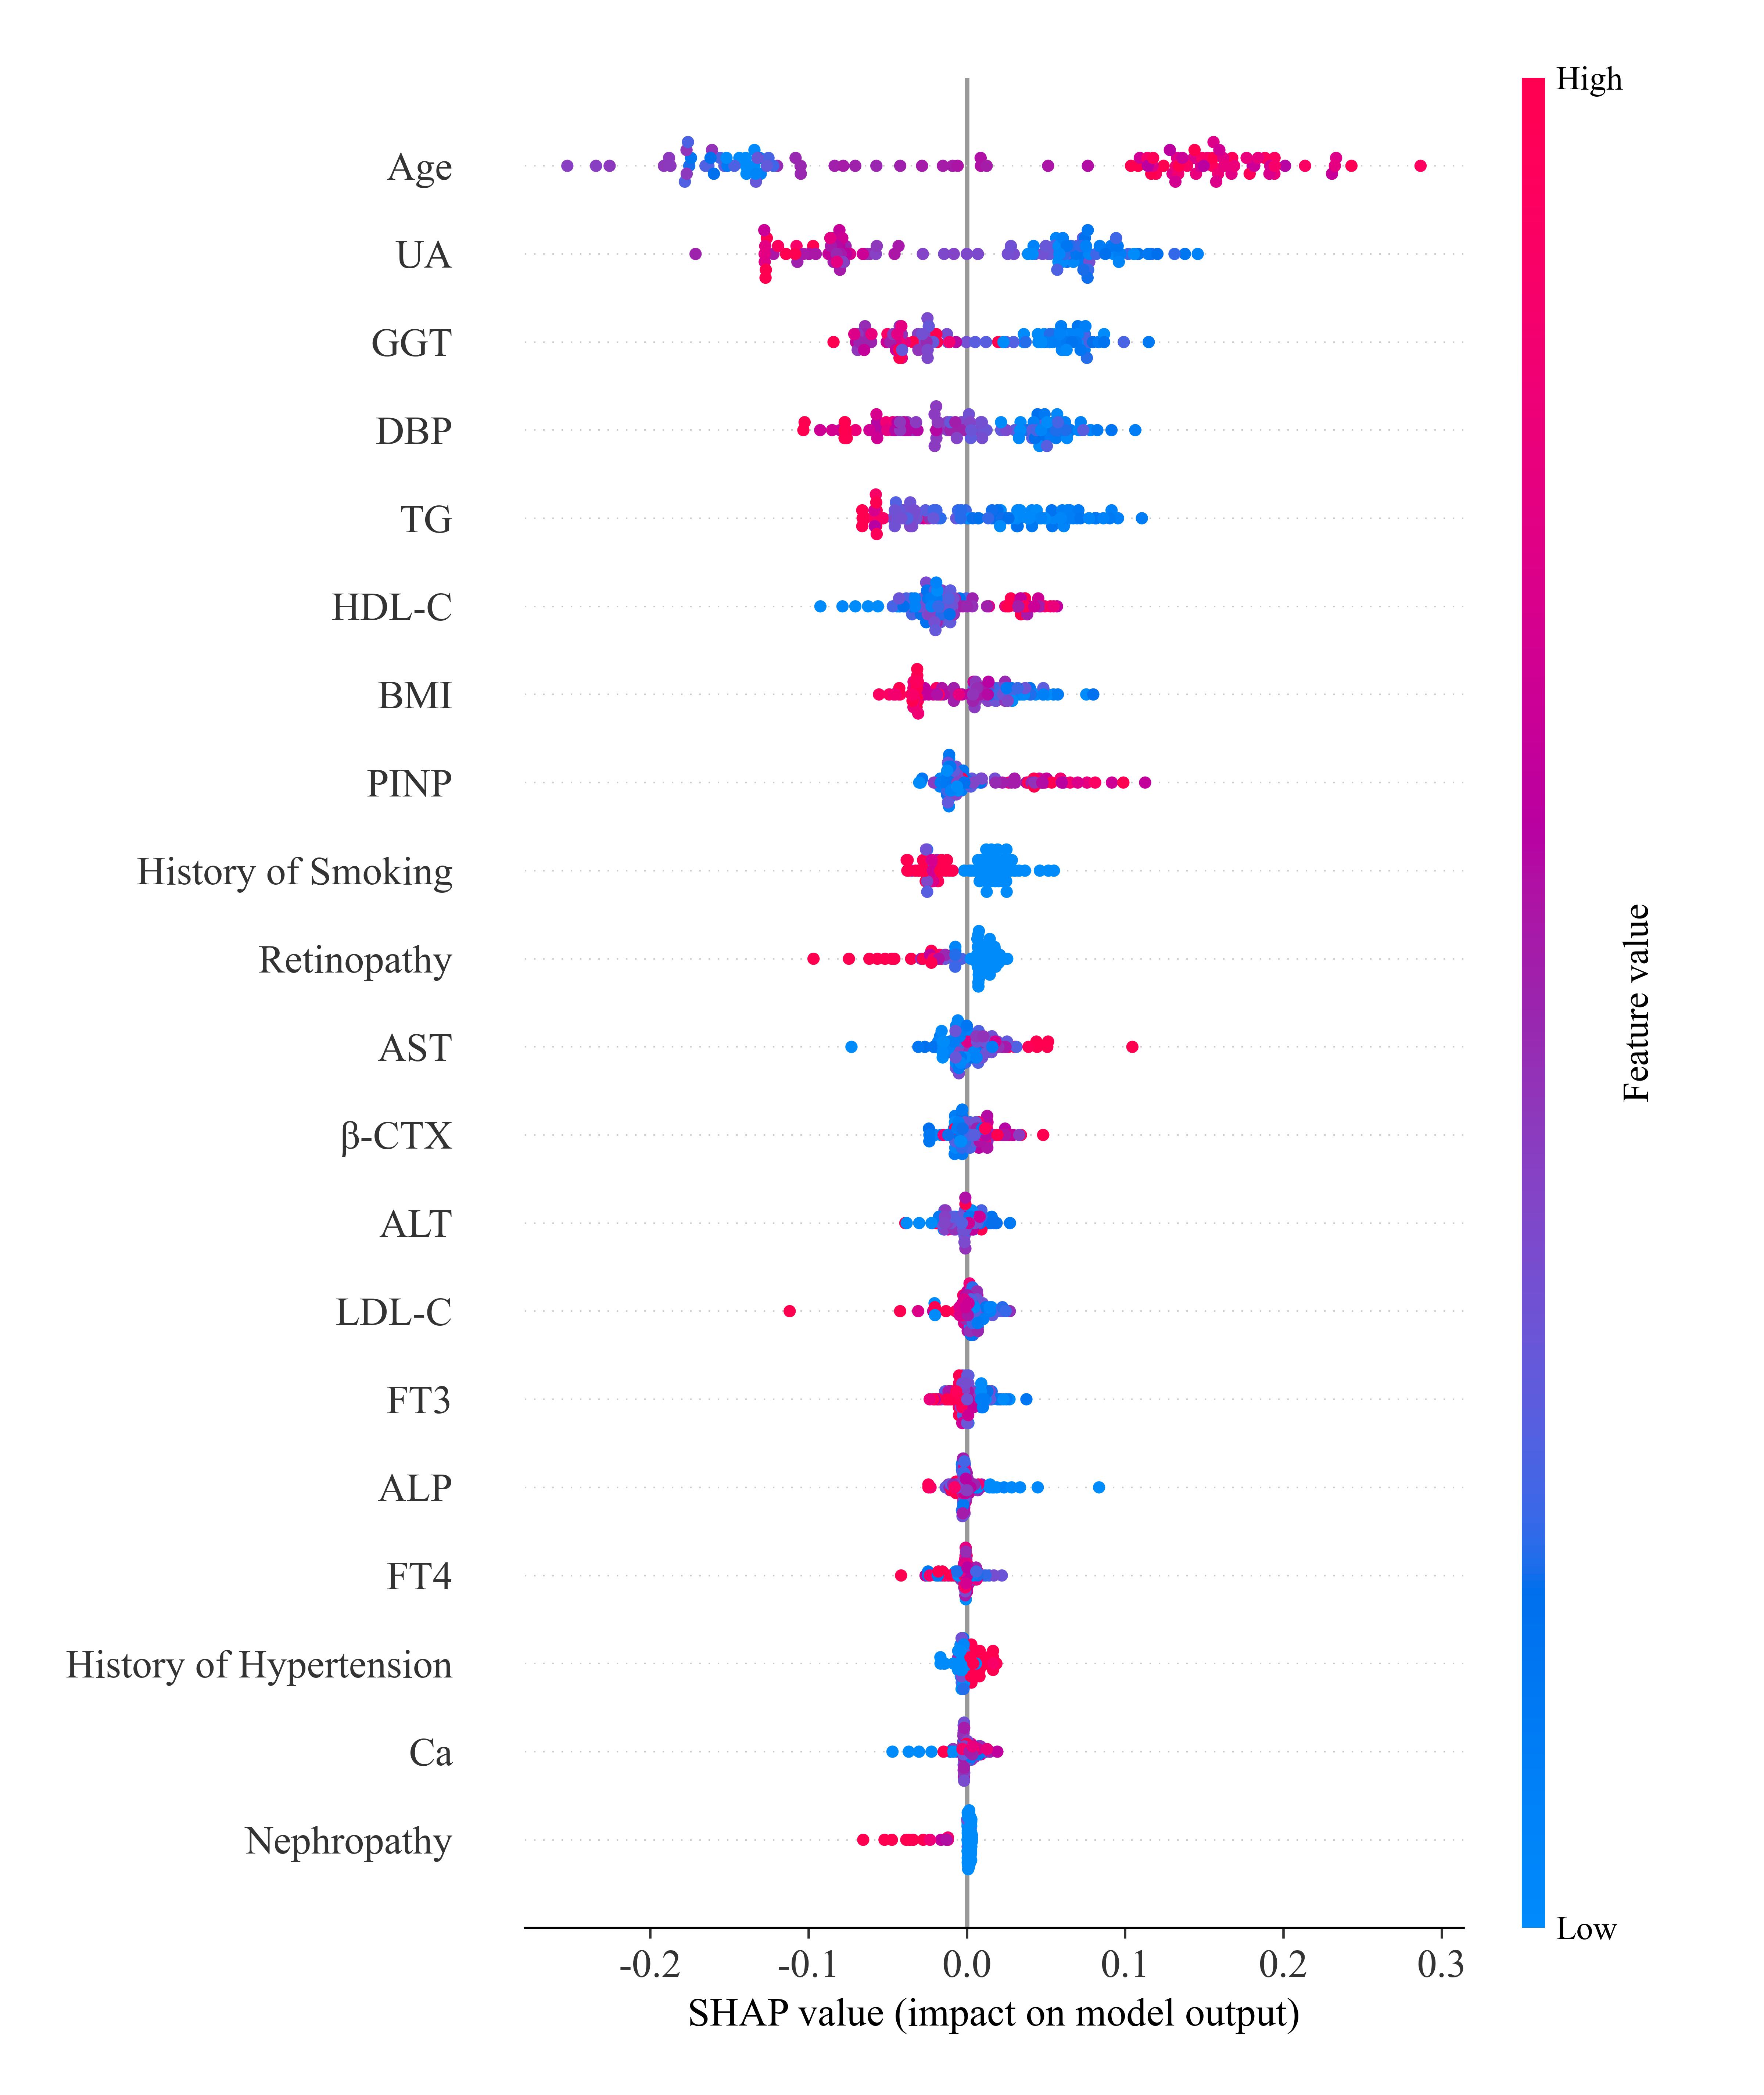 High
Age
UA
GGT
DBP
TG
HDL-C
BMI
PINP
History of Smoking
Retinopathy
AST
β-CTX
ALT
LDL-C
FT3
ALP
FT4
History of Hypertension
Ca
Nephropathy
Feature value
Low
-0.2 -0.1 0.0 0.1 0.2 0.3
SHAP value (impact on model output)